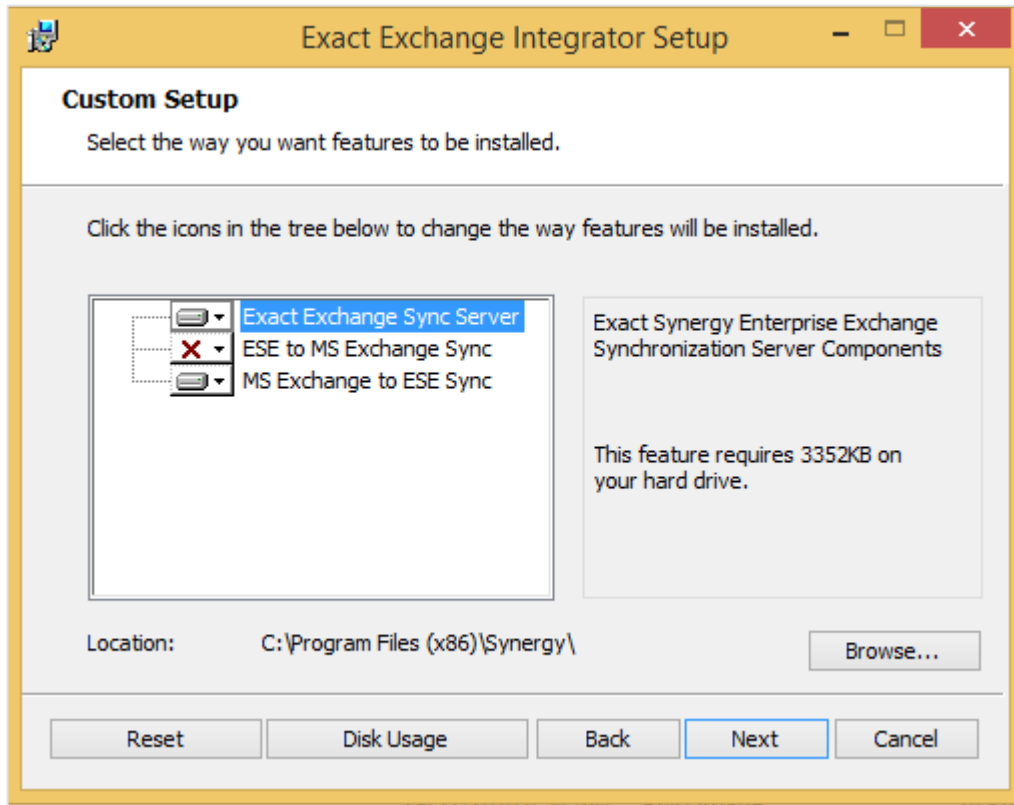 Exact Exchange Integrator Setup
Custom Setup
Select the way you want features to be installed.
Click the icons in the tree below to change the way features will be installed.
Exact Exchange Sync Server
ESE to MS Exchange Sync
MS Exchange to ESE Sync
Exact Synergy Enterprise Exchange
Synchronization Server Components
This feature requires 3352KB on
your hard drive.
Location: C:\Program Files (x86)\Synergy\
Browse...
Reset Disk Usage Back Next Cancel